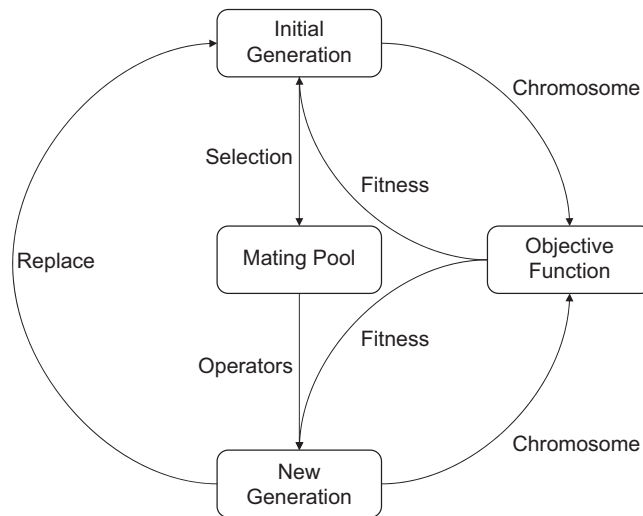 Initial
Generation
Chromosome
Selection
Fitness
Replace
Mating Pool
Objective
Function
Fitness
Operators
Chromosome
New
Generation